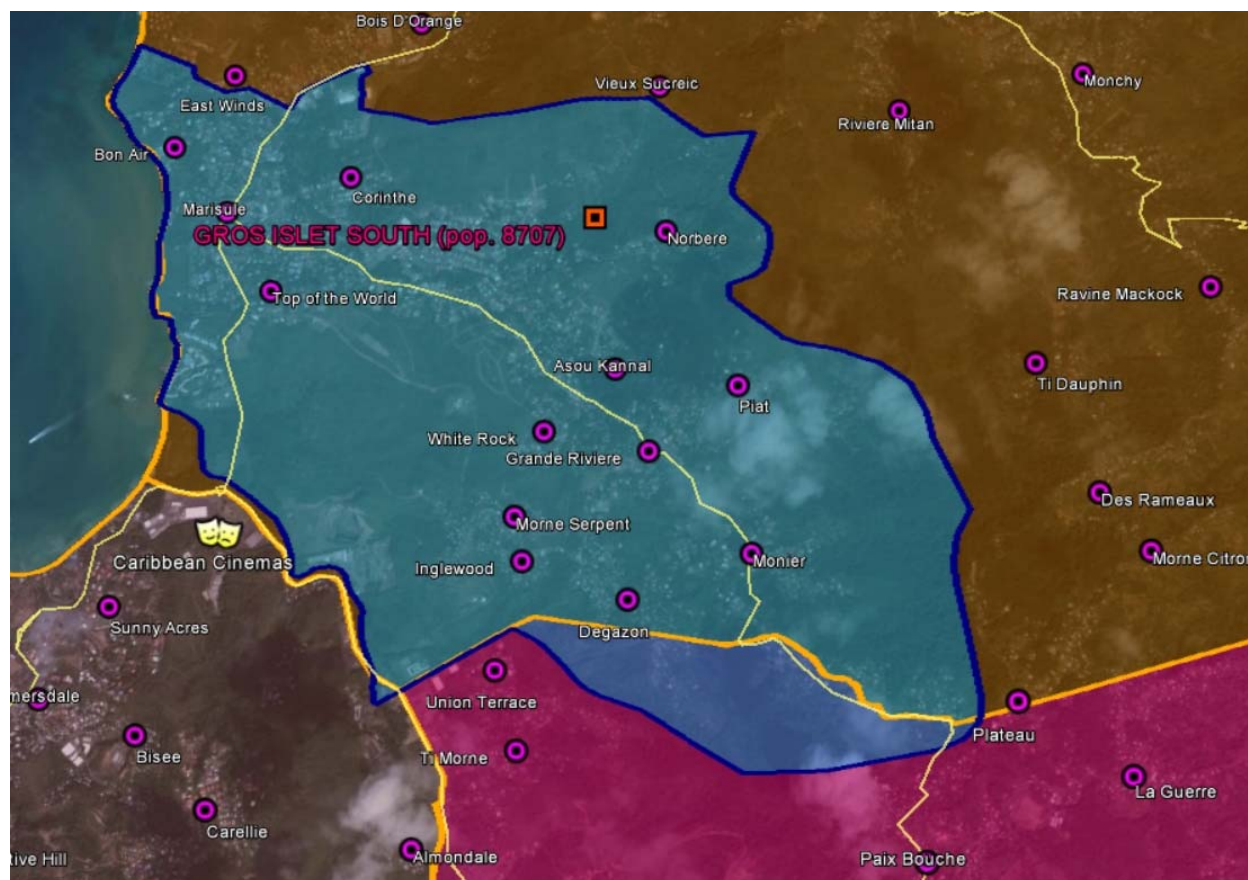 Bois D'Orange
Monchy
Vieux Sucreic
East Winds
Riviere Mitan
Bon Air
Corinthe
Marisule
GROS ISLET SOUTH (pop. 8707)
Norbere
Top of the World
Ravine Mackock
Asou Kannal
Ti Dauphin
Piat
White Rock
Grande Riviere
Des Rameaux
Morne Serpent
Caribbean Cinemas
Inglewood
Monier
Morne Citron
Sunny Acres
Degazon
mersdale
Union Terrace
Plateau
Bisee
Ti Morne
La Guerre
Carellie
tive Hill
Almondale
Paix Bouche